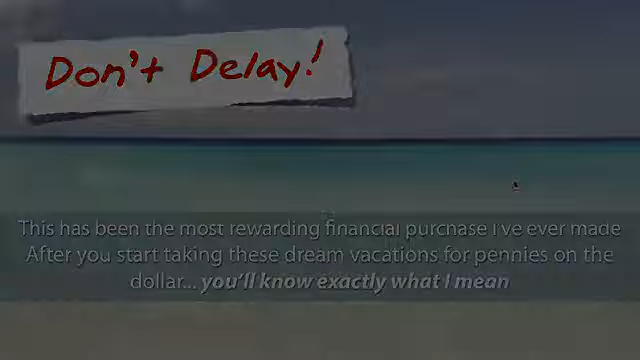 Don't Delay!
This has been the most rewarding financial purchase I've ever made
After you start taking these dream vacations for pennies on the
dollar... you'll know exactly what I mean